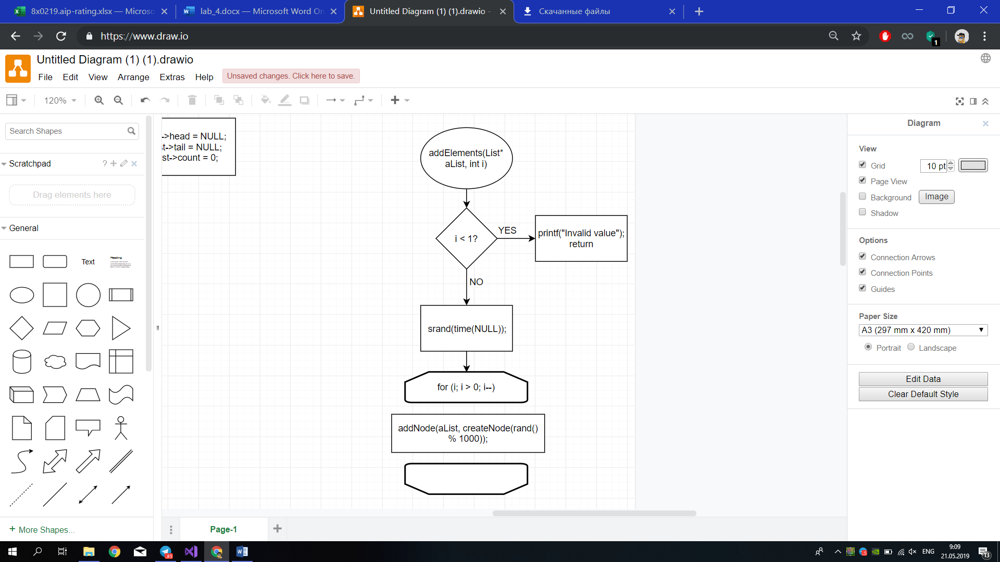 8x0219.aip-rating.xlsx — Microso
lab_4.docx — Microsoft Word On
Untitled Diagram (1) (1).drawio -
Скачанные файлы
https://www.draw.io
1
Untitled Diagram (1) (1).drawio
File Edit View Arrange Extras Help
Unsaved changes. Click here to save.
120%
Search Shapes
Scratchpad
?
Drag elements here
General
Text
Heading
More Shapes...
->head = NULL;
t->tail = NULL;
st->count = 0;
addElements(List*
aList, int i)
i < 1?
YES
printf("Invalid value");
return
NO
srand(time(NULL));
for (i; i > 0; i--)
addNode(aList, createNode(rand()
% 1000));
Page-1
Diagram
View
Grid
10 pt
Page View
Background
Image
Shadow
Options
Connection Arrows
Connection Points
Guides
Paper Size
A3 (297 mm x 420 mm)
Portrait
Landscape
Edit Data
Clear Default Style
85
ENG
9:09
21.05.2019
13